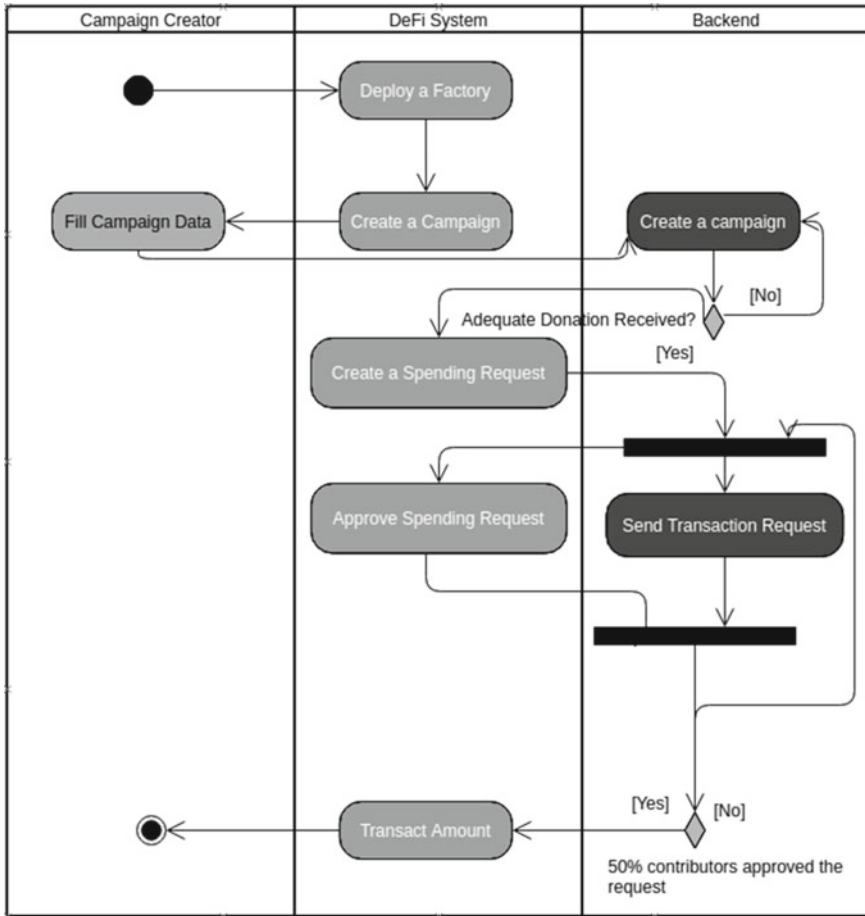 Campaign Creator
DeFi System
Backend
Deploy a Factory
Fill Campaign Data
Create a Campaign
Create a campaign
[No]
Adequate Donation Received?
[Yes]
Create a Spending Request
Approve Spending Request
Send Transaction Request
[Yes]
[No]
Transact Amount
50% contributors approved the
request